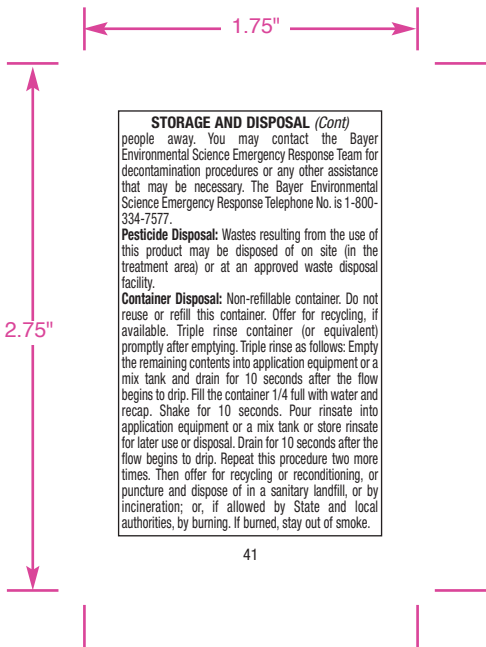 1.75"
STORAGE AND DISPOSAL (Cont)
people away. You may contact the Bayer
Environmental Science Emergency Response Team for
decontamination procedures or any other assistance
that may be necessary. The Bayer Environmental
Science Emergency Response Telephone No. is 1-800-
334-7577.
Pesticide Disposal: Wastes resulting from the use of
this product may be disposed of on site (in the
treatment area) or at an approved waste disposal
facility.
Container Disposal: Non-refillable container. Do not
reuse or refill this container. Offer for recycling, if
available. Triple rinse container (or equivalent)
promptly after emptying. Triple rinse as follows: Empty
the remaining contents into application equipment or a
mix tank and drain for 10 seconds after the flow
begins to drip. Fill the container 1/4 full with water and
recap. Shake for 10 seconds. Pour rinsate into
application equipment or a mix tank or store rinsate
for later use or disposal. Drain for 10 seconds after the
flow begins to drip. Repeat this procedure two more
times. Then offer for recycling or reconditioning, or
puncture and dispose of in a sanitary landfill, or by
incineration; or, if allowed by State and local
authorities, by burning. If burned, stay out of smoke.
2.75"
41